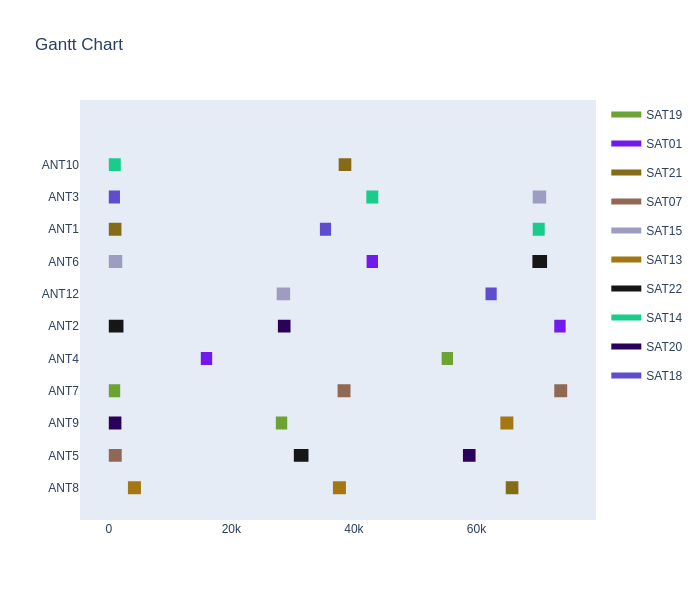 Gantt Chart
ANT10
ANT3
ANT1
ANT6
ANT12
ANT2
ANT4
ANT7
ANT9
ANT5
ANT8
0 20k 40k 60k
SAT19
SAT01
SAT21
SAT07
SAT15
SAT13
SAT22
SAT14
SAT20
SAT18